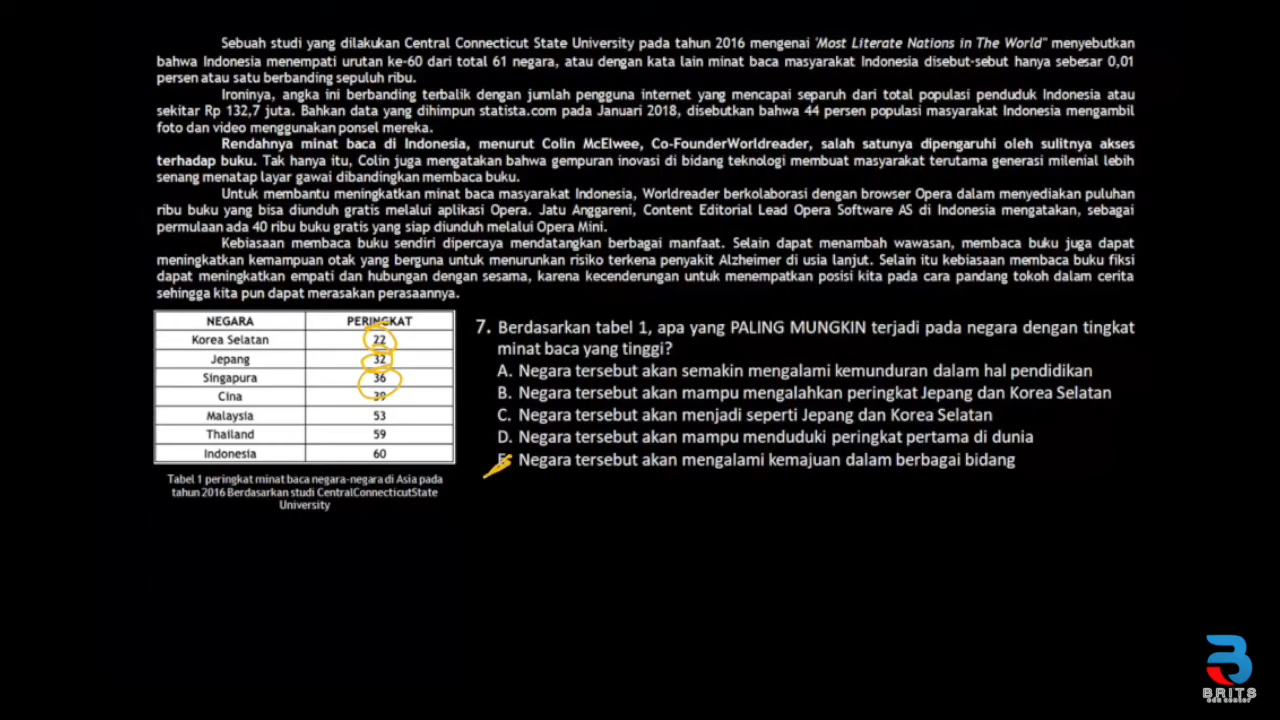 Sebuah studi yang dilakukan Central Connecticut State University pada tahun 2016 mengenai 'Most Literate Nations in The World" menyebutkan
bahwa Indonesia menempati urutan ke-60 dari total 61 negara, atau dengan kata lain minat baca masyarakat Indonesia disebut-sebut hanya sebesar 0,01
persen atau satu berbanding sepuluh ribu.
Ironinya, angka ini berbanding terbalik dengan jumlah pengguna internet yang mencapai separuh dari total populasi penduduk Indonesia atau
sekitar Rp 132,7 juta. Bahkan data yang dihimpun statista.com pada Januari 2018, disebutkan bahwa 44 persen populasi masyarakat Indonesia mengambil
foto dan video menggunakan ponsel mereka.
Rendahnya minat baca di Indonesia, menurut Colin McElwee, Co-FounderWorldreader, salah satunya dipengaruhi oleh sulitnya akses
terhadap buku. Tak hanya itu, Colin juga mengatakan bahwa gempuran inovasi di bidang teknologi membuat masyarakat terutama generasi milenial lebih
senang menatap layar gawai dibandingkan membaca buku.
Untuk membantu meningkatkan minat baca masyarakat Indonesia, Worldreader berkolaborasi dengan browser Opera dalam menyediakan puluhan
ribu buku yang bisa diunduh gratis melalui aplikasi Opera. Jatu Anggareni, Content Editorial Lead Opera Software AS di Indonesia mengatakan, sebagai
permulaan ada 40 ribu buku gratis yang siap diunduh melalui Opera Mini.
Kebiasaan membaca buku sendiri dipercaya mendatangkan berbagai manfaat. Selain dapat menambah wawasan, membaca buku juga dapat
meningkatkan kemampuan otak yang berguna untuk menurunkan risiko terkena penyakit Alzheimer di usia lanjut. Selain itu kebiasaan membaca buku fiksi
dapat meningkatkan empati dan hubungan dengan sesama, karena kecenderungan untuk menempatkan posisi kita pada cara pandang tokoh dalam cerita
sehingga kita pun dapat merasakan perasaannya.
NEGARA PERINGKAT
Korea Selatan 22
Jepang 32
Singapura 36
Cina 39
Malaysia 53
Thailand 59
Indonesia 60
Tabel 1 peringkat minat baca negara-negara di Asia pada
tahun 2016 Berdasarkan studi CentralConnecticutState
University
7. Berdasarkan tabel 1, apa yang PALING MUNGKIN terjadi pada negara dengan tingkat
minat baca yang tinggi?
A. Negara tersebut akan semakin mengalami kemunduran dalam hal pendidikan
B. Negara tersebut akan mampu mengalahkan peringkat Jepang dan Korea Selatan
C. Negara tersebut akan menjadi seperti Jepang dan Korea Selatan
D. Negara tersebut akan mampu menduduki peringkat pertama di dunia
E. Negara tersebut akan mengalami kemajuan dalam berbagai bidang
BRITS
edu center